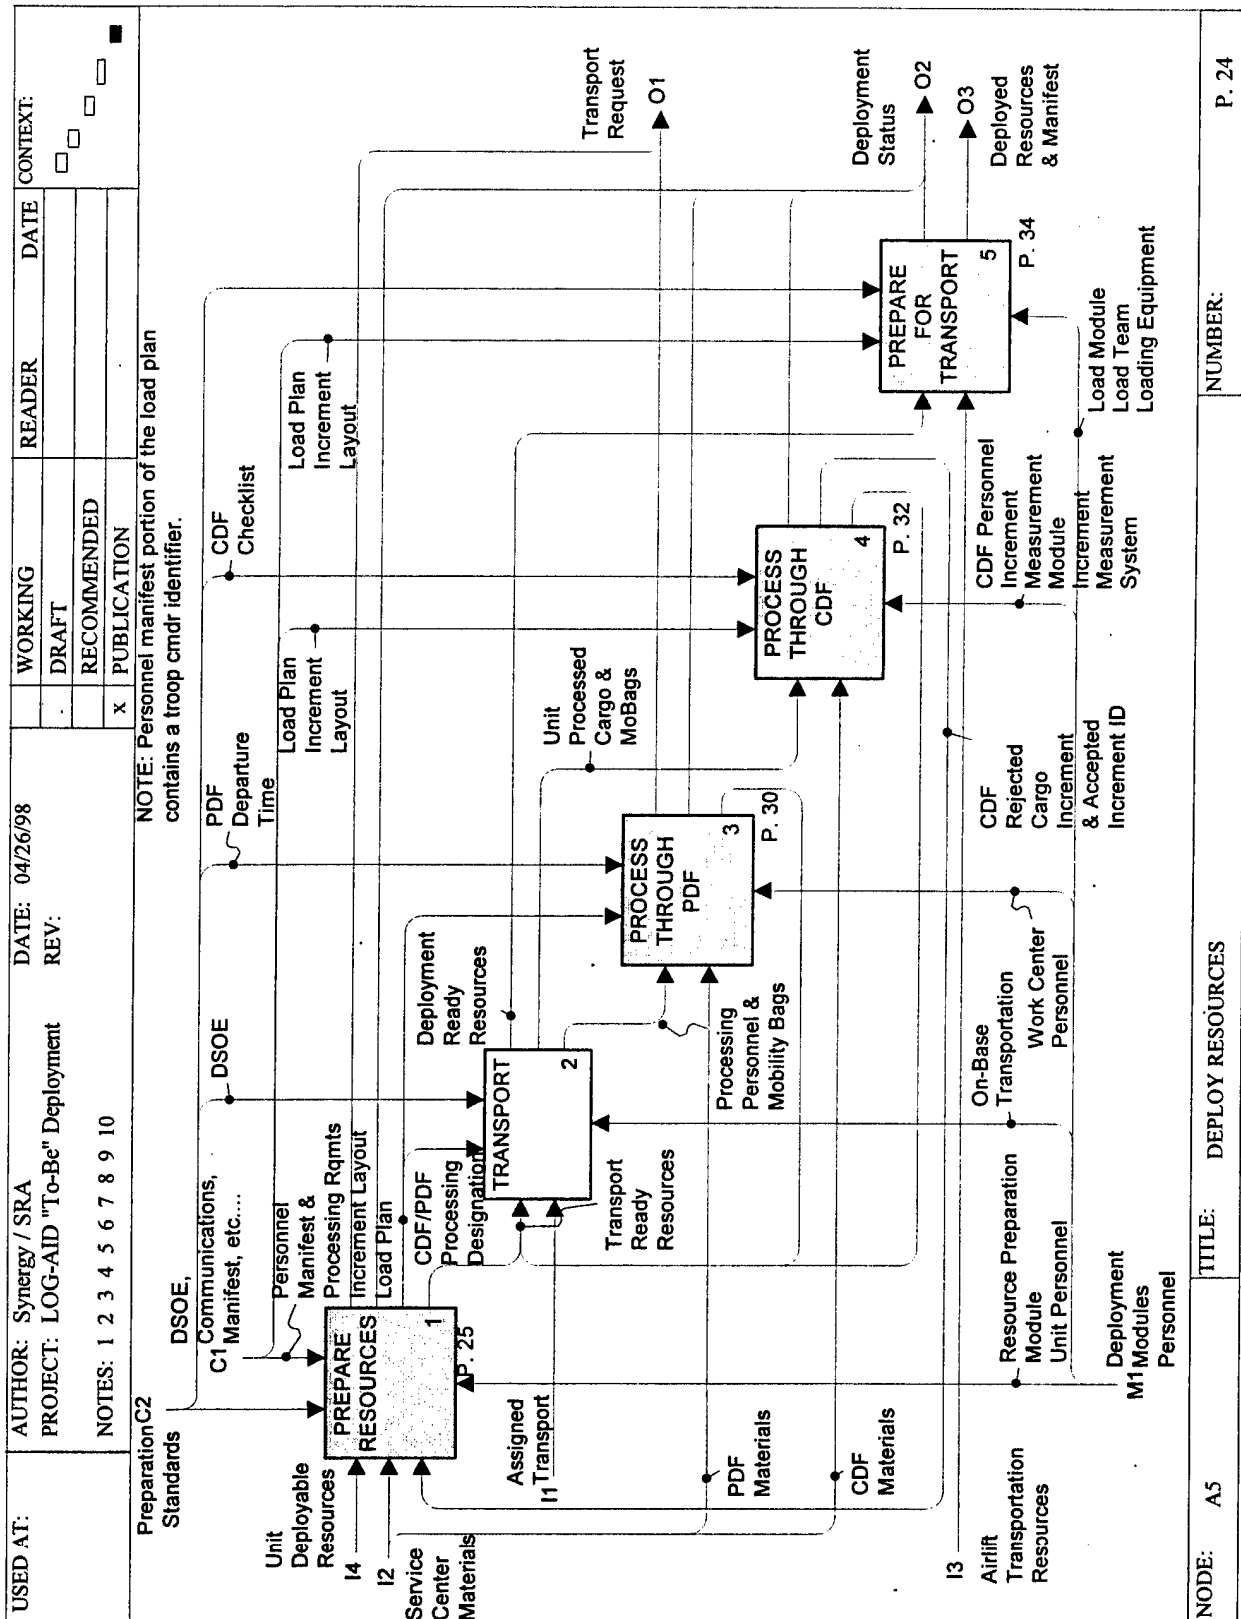 USED AT:
AUTHOR: Synergy / SRA
PROJECT: LOG-AID "To-Be" Deployment
NOTES: 1 2 3 4 5 6 7 8 9 10
DATE: 04/26/98
REV:
WORKING
DRAFT
RECOMMENDED
x PUBLICATION
READER
DATE
CONTEXT:
NOTE: Personnel manifest portion of the load plan
contains a troop cmdr identifier.
Preparation C2
Standards
DSOE,
Communications,
C1 Manifest, etc....
DSOE
PDF
Departure
Time
CDF
Checklist
Personnel
Manifest &
Processing Rqmts
Increment Layout
Load Plan
Load Plan
Increment
Layout
Load Plan
Increment
Layout
Transport
Request
O1
Unit
Deployable
Resources
I4
I2
Service
Center
Materials
PREPARE
RESOURCES
1
P. 25
CDF/PDF
Processing
Designation
Assigned
Transport
I1
TRANSPORT
2
Deployment
Ready
Resources
Transport
Ready
Resources
Unit
Processed
Cargo &
MoBags
PROCESS
THROUGH
PDF
3
P. 30
Processing
Personnel &
Mobility Bags
PROCESS
THROUGH
CDF
4
P. 32
PREPARE
FOR
TRANSPORT
5
P. 34
Deployment
Status
O2
O3
Deployed
Resources
& Manifest
PDF
Materials
CDF
Materials
I3
Airlift
Transportation
Resources
Resource Preparation
Module
Unit Personnel
M1
Deployment
Modules
Personnel
On-Base
Transportation
Work Center
Personnel
CDF
Rejected
Cargo
Increment
& Accepted
Increment ID
CDF Personnel
Increment
Measurement
Module
Increment
Measurement
System
Load Module
Load Team
Loading Equipment
NODE: A5
TITLE: DEPLOY RESOURCES
NUMBER:
P. 24